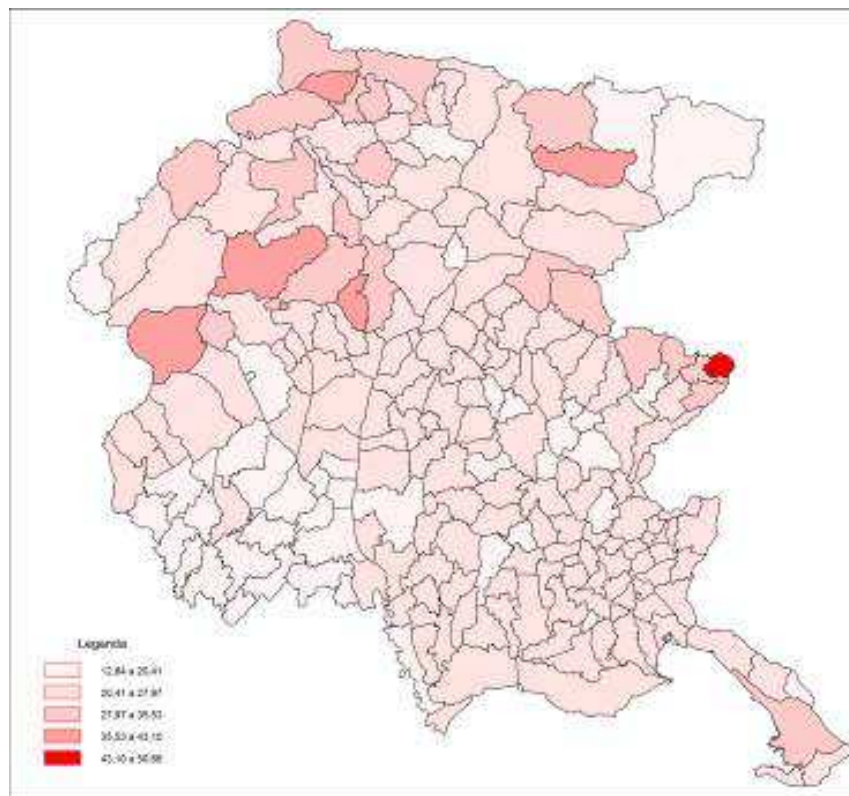 Legenda
12,84 a 20,41
20,41 a 27,97
27,97 a 35,53
35,53 a 43,10
43,10 a 50,66